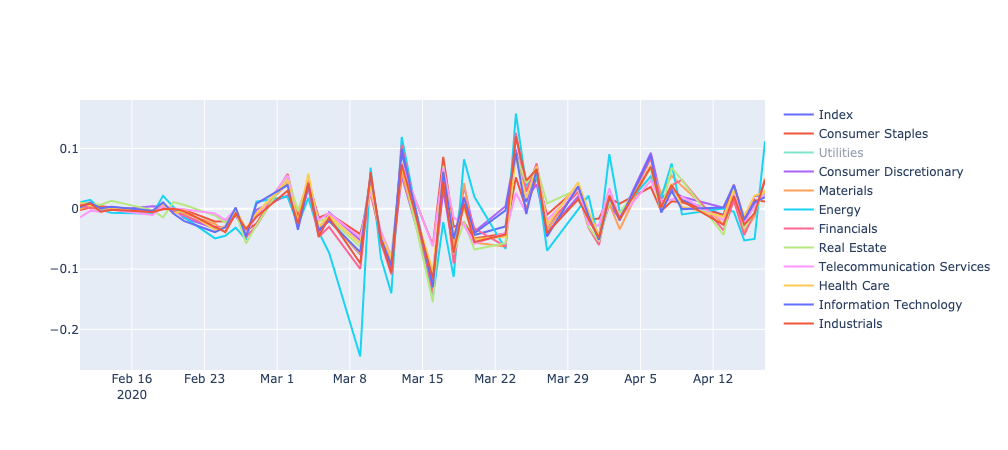 0.1
0
−0.1
−0.2
Feb 16
2020
Feb 23
Mar 1
Mar 8
Mar 15
Mar 22
Mar 29
Apr 5
Apr 12
Index
Consumer Staples
Utilities
Consumer Discretionary
Materials
Energy
Financials
Real Estate
Telecommunication Services
Health Care
Information Technology
Industrials